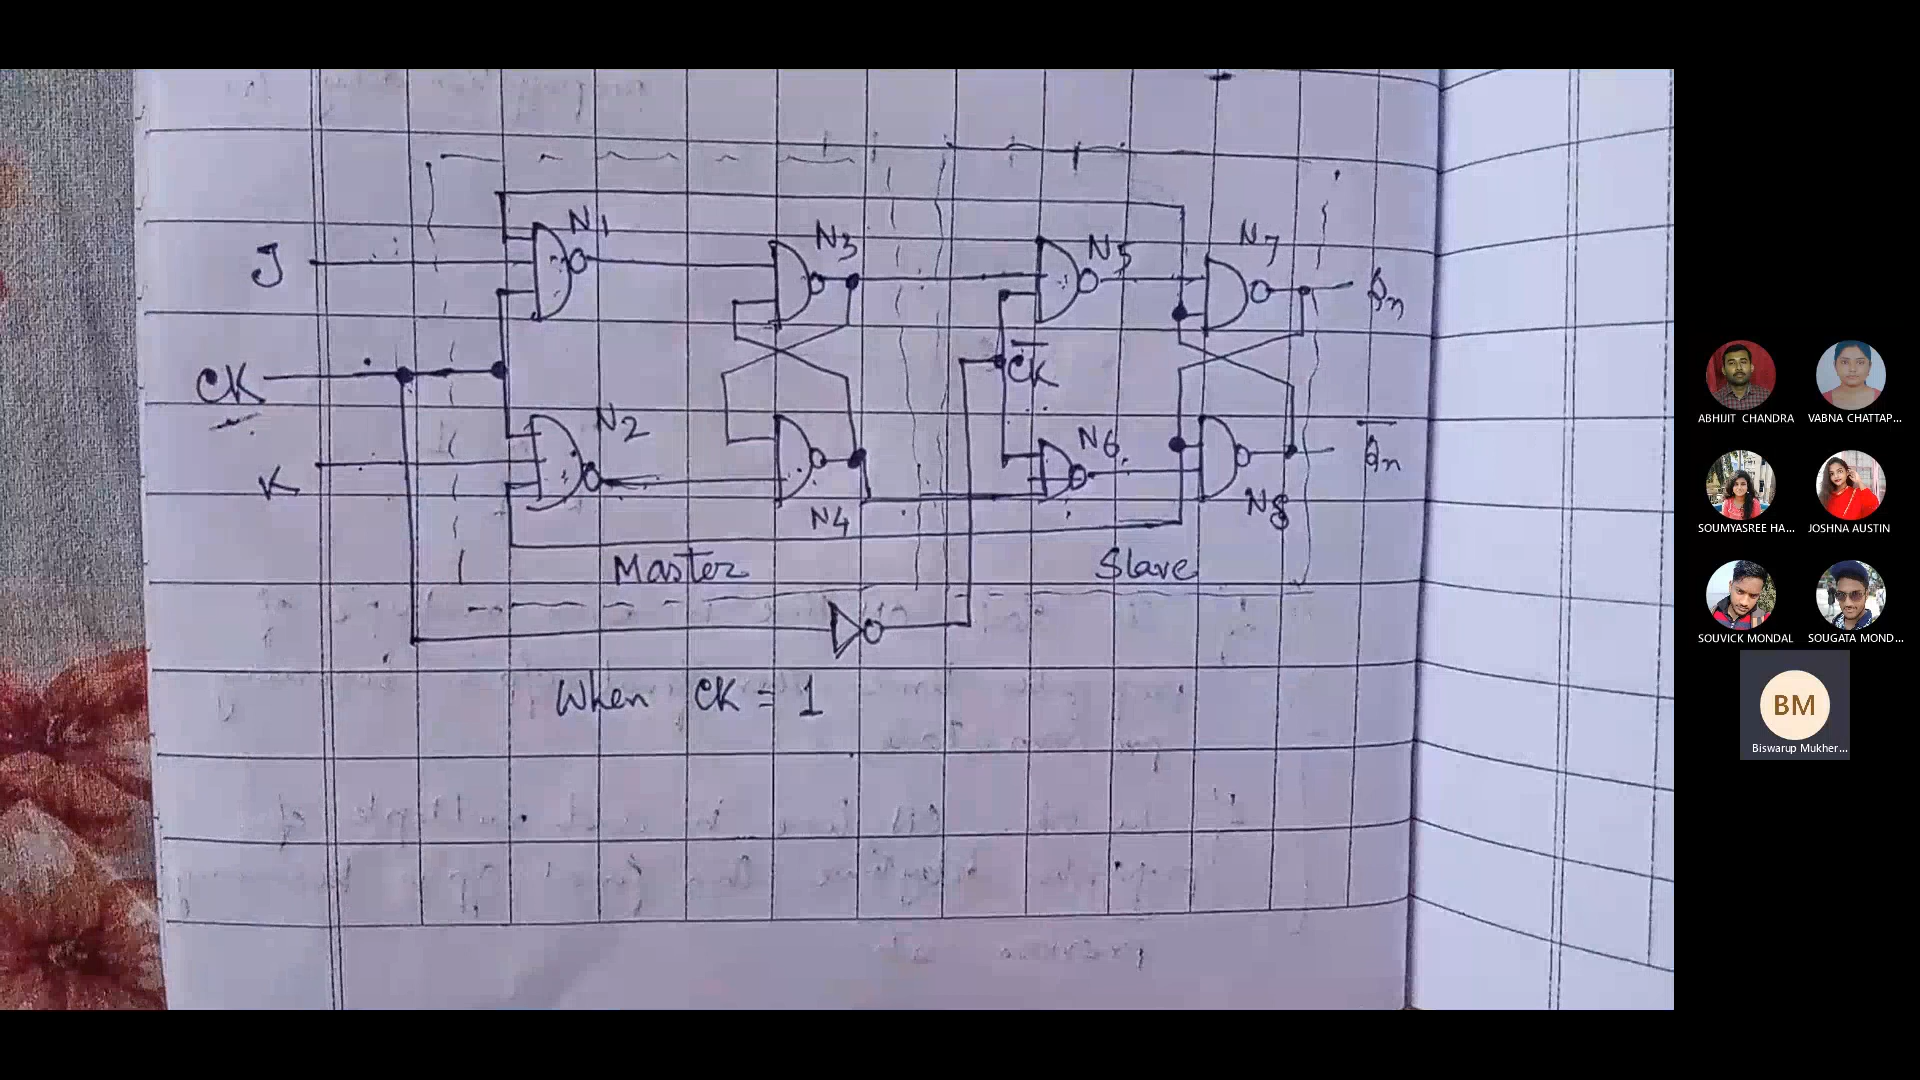 N1
N3
N5
N7
J
Qn
CK
C̅K̅
N2
N6
K
Q̅n
N4
N8
Master
Slave
When CK = 1
ABHIJIT CHANDRA
VABNA CHATTAP...
SOUMYASREE HA...
JOSHNA AUSTIN
SOUVICK MONDAL
SOUGATA MOND...
BM
Biswarup Mukher...